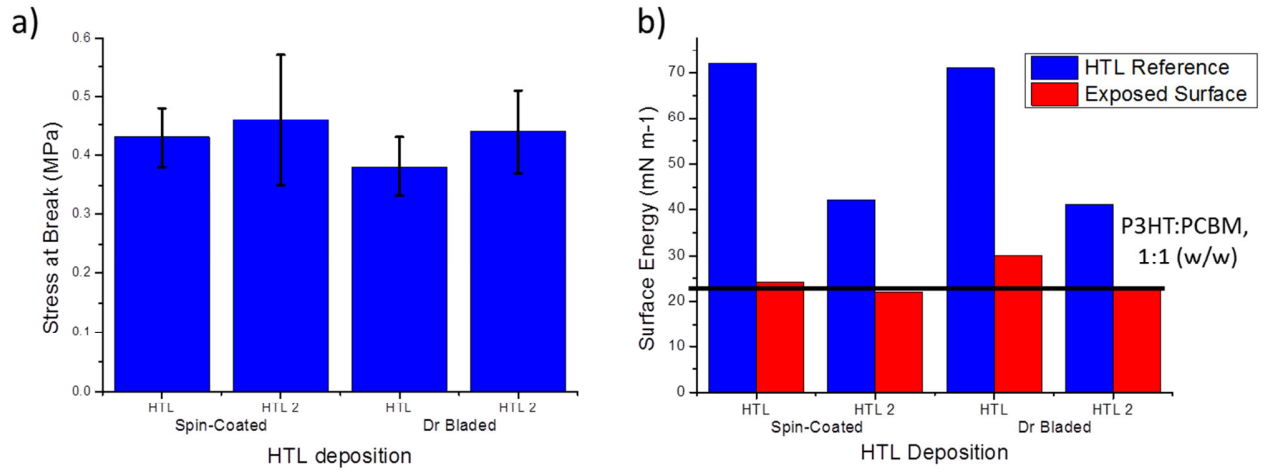 a)
0.6
0.5
0.4
0.3
0.2
0.1
0.0
Stress at Break (MPa)
HTL HTL 2 HTL HTL 2
Spin-Coated Dr Bladed
HTL deposition
b)
70
60
50
40
30
20
10
0
Surface Energy (mN m-1)
HTL Reference
Exposed Surface
P3HT:PCBM,
1:1 (w/w)
HTL HTL 2 HTL HTL 2
Spin-Coated Dr Bladed
HTL Deposition